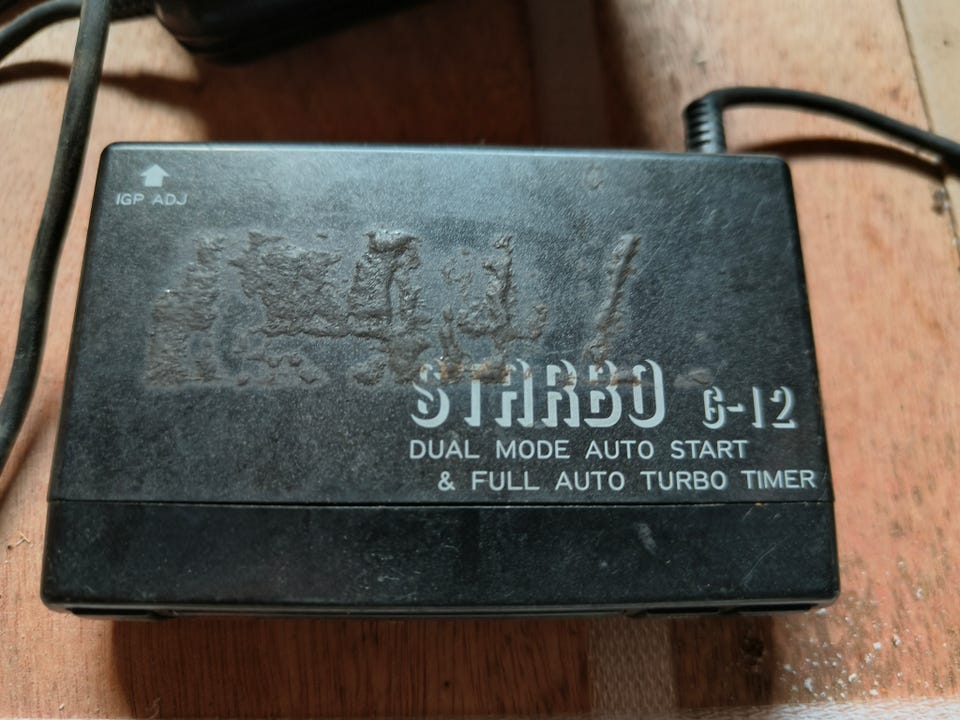 IGP ADJ
STARBO G-12
DUAL MODE AUTO START
& FULL AUTO TURBO TIMER